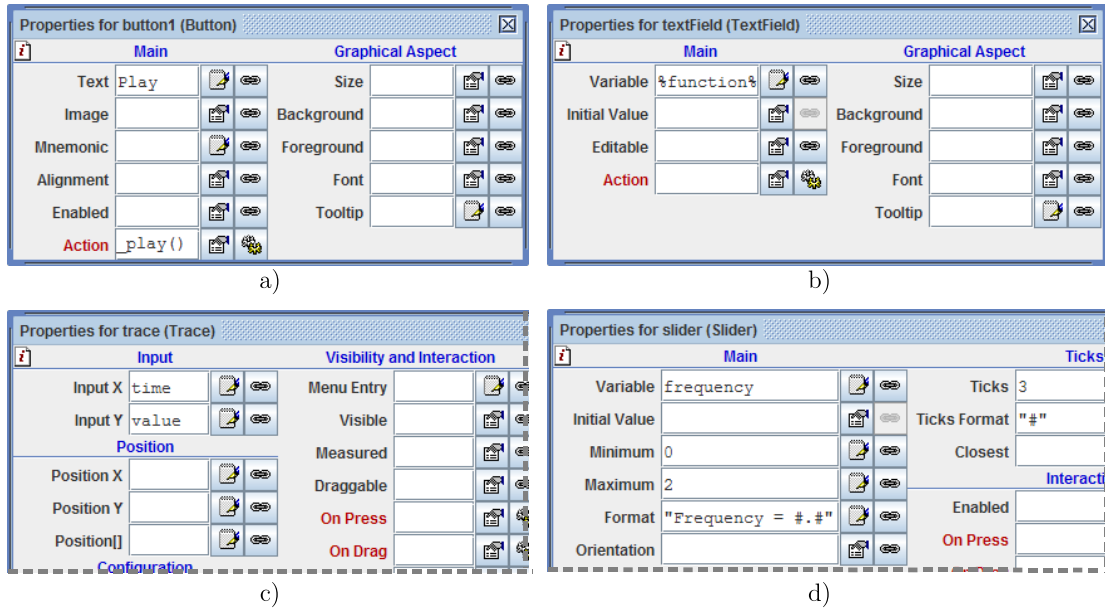 Properties for button1 (Button)
Main Graphical Aspect
Text Play Size
Image Background
Mnemonic Foreground
Alignment Font
Enabled Tooltip
Action _play()
a)
Properties for textField (TextField)
Main Graphical Aspect
Variable %function% Size
Initial Value Background
Editable Foreground
Action Font
Tooltip
b)
Properties for trace (Trace)
Input Visibility and Interaction
Input X time Menu Entry
Input Y value Visible
Position Measured
Position X Draggable
Position Y On Press
Position[] On Drag
Configuration
c)
Properties for slider (Slider)
Main Ticks
Variable frequency Ticks 3
Initial Value Ticks Format "#"
Minimum 0 Closest
Maximum 2 Interacti
Format "Frequency = #.#" Enabled
Orientation On Press
d)